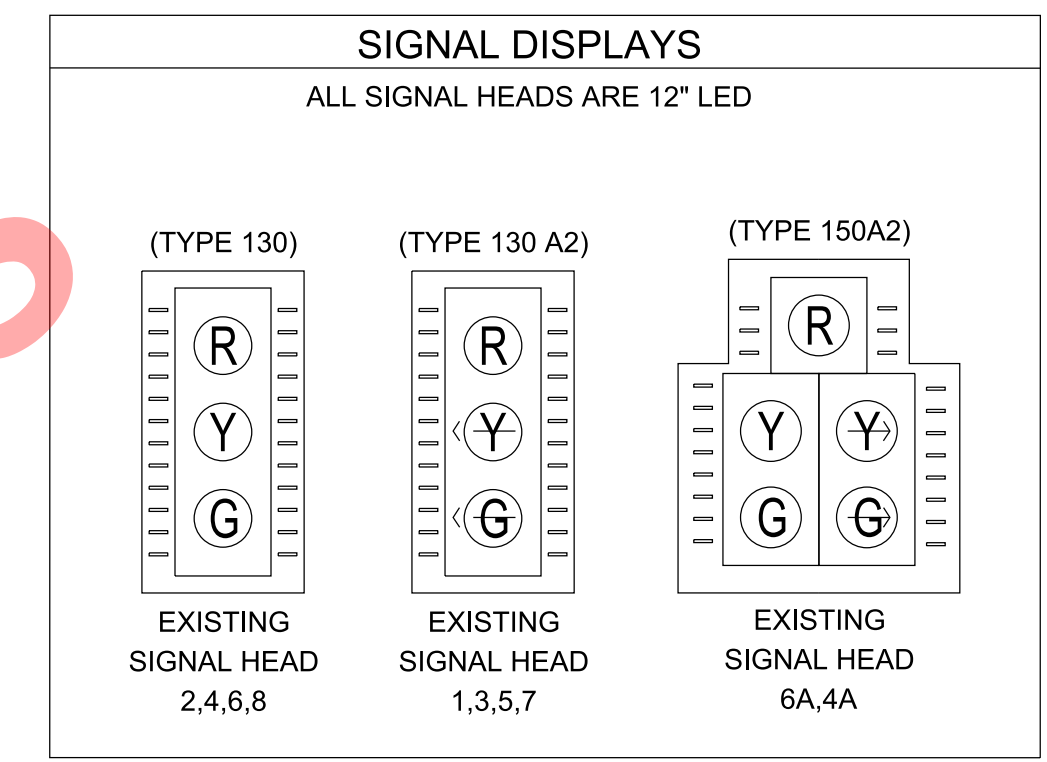 SIGNAL DISPLAYS
ALL SIGNAL HEADS ARE 12" LED
(TYPE 130)
R
Y
G
EXISTING
SIGNAL HEAD
2,4,6,8
(TYPE 130 A2)
R
Y
G
EXISTING
SIGNAL HEAD
1,3,5,7
(TYPE 150A2)
R
Y Y
G G
EXISTING
SIGNAL HEAD
6A,4A